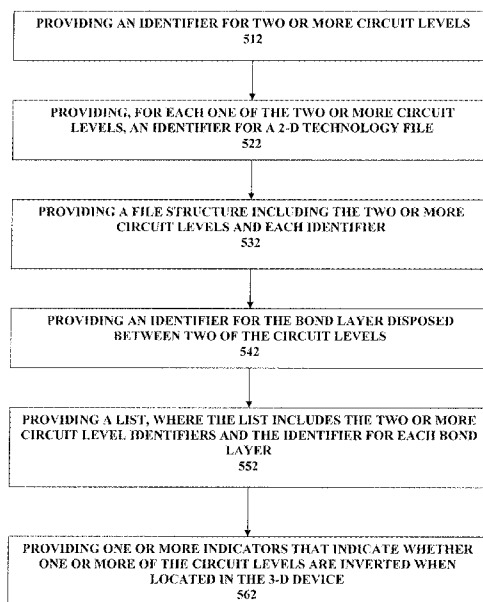 PROVIDING AN IDENTIFIER FOR TWO OR MORE CIRCUIT LEVELS
512
PROVIDING, FOR EACH ONE OF THE TWO OR MORE CIRCUIT
LEVELS, AN IDENTIFIER FOR A 2-D TECHNOLOGY FILE
522
PROVIDING A FILE STRUCTURE INCLUDING THE TWO OR MORE
CIRCUIT LEVELS AND EACH IDENTIFIER
532
PROVIDING AN IDENTIFIER FOR THE BOND LAYER DISPOSED
BETWEEN TWO OF THE CIRCUIT LEVELS
542
PROVIDING A LIST, WHERE THE LIST INCLUDES THE TWO OR MORE
CIRCUIT LEVEL IDENTIFIERS AND THE IDENTIFIER FOR EACH BOND
LAYER
552
PROVIDING ONE OR MORE INDICATORS THAT INDICATE WHETHER
ONE OR MORE OF THE CIRCUIT LEVELS ARE INVERTED WHEN
LOCATED IN THE 3-D DEVICE
562